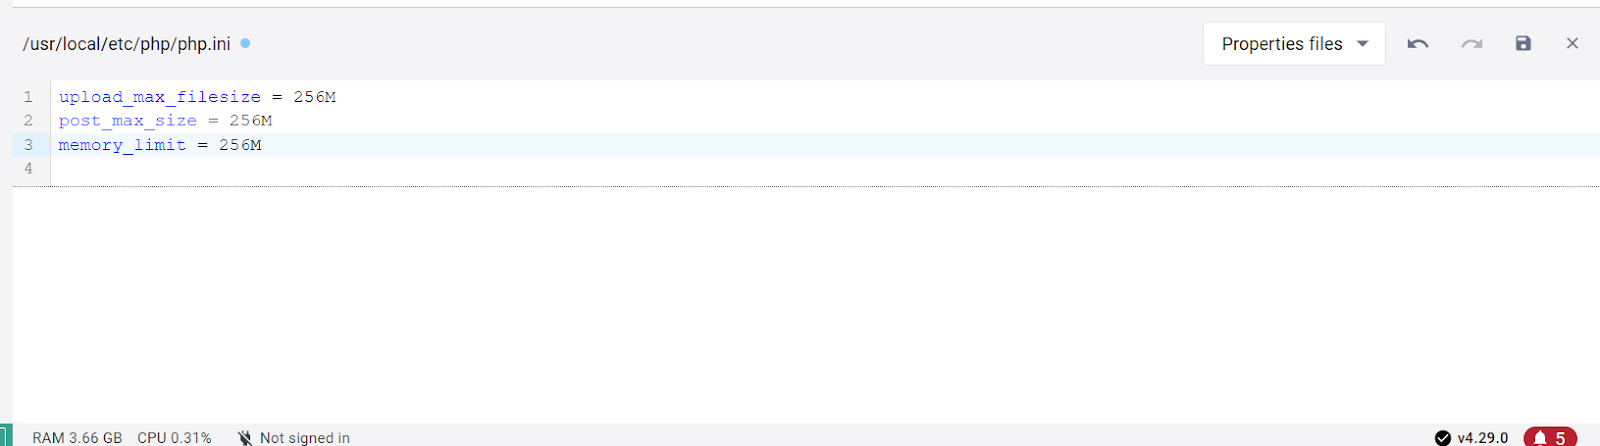 /usr/local/etc/php/php.ini
Properties files
1 upload_max_filesize = 256M
2 post_max_size = 256M
3 memory_limit = 256M
4
RAM 3.66 GB CPU 0.31% Not signed in
v4.29.0 5